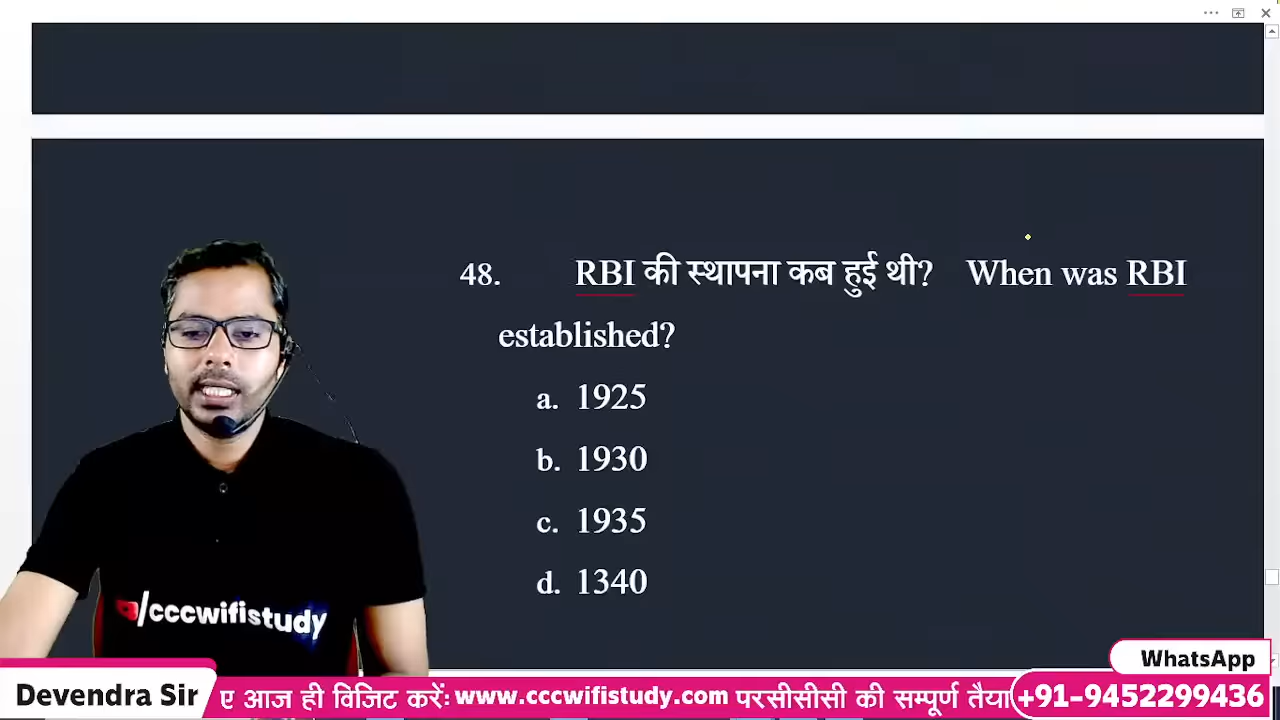 48. RBI की स्थापना कब हुई थी? When was RBI
established?
a. 1925
b. 1930
c. 1935
d. 1340
/cccwifistudy
WhatsApp
Devendra Sir
ए आज ही विजिट करें: www.cccwifistudy.com पर सीसीसी की सम्पूर्ण तैया
+91-9452299436